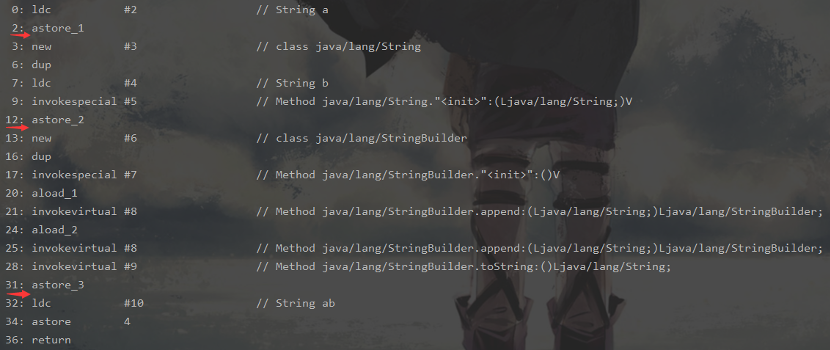 0: ldc #2 // String a
2: astore_1
3: new #3 // class java/lang/String
6: dup
7: ldc #4 // String b
9: invokespecial #5 // Method java/lang/String."<init>":(Ljava/lang/String;)V
12: astore_2
13: new #6 // class java/lang/StringBuilder
16: dup
17: invokespecial #7 // Method java/lang/StringBuilder."<init>":()V
20: aload_1
21: invokevirtual #8 // Method java/lang/StringBuilder.append:(Ljava/lang/String;)Ljava/lang/StringBuilder;
24: aload_2
25: invokevirtual #8 // Method java/lang/StringBuilder.append:(Ljava/lang/String;)Ljava/lang/StringBuilder;
28: invokevirtual #9 // Method java/lang/StringBuilder.toString:()Ljava/lang/String;
31: astore_3
32: ldc #10 // String ab
34: astore 4
36: return